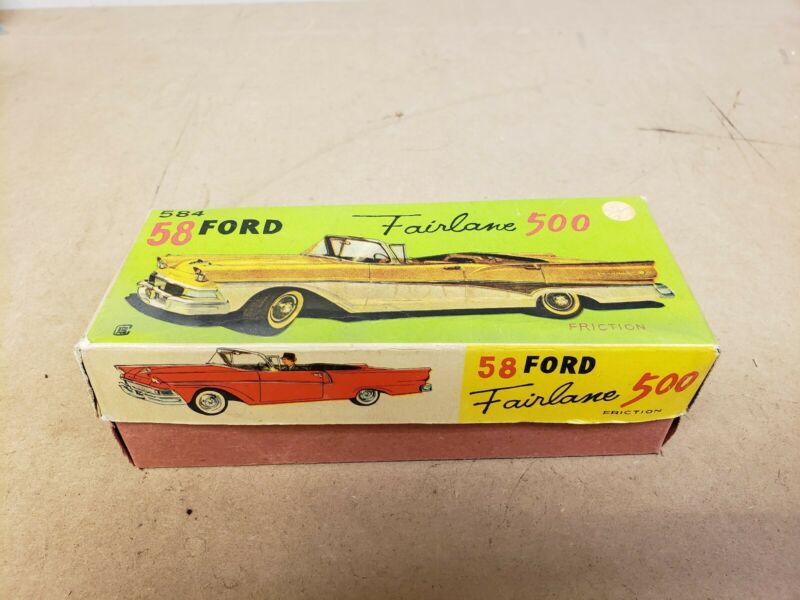 584
58 FORD Fairlane 500
FRICTION
58 FORD
Fairlane 500
FRICTION